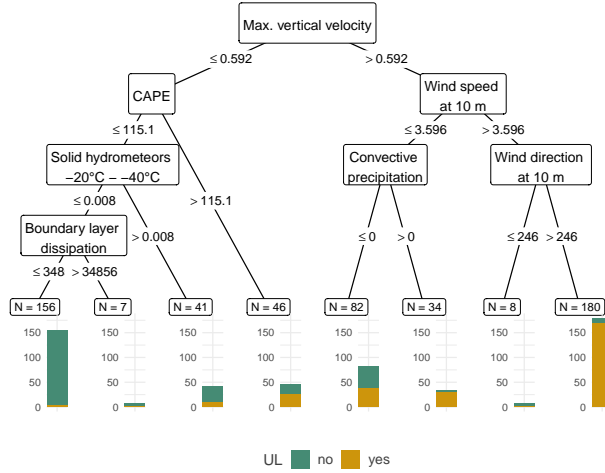 Max. vertical velocity
≤ 0.592
> 0.592
CAPE
Wind speed
at 10 m
≤ 115.1
> 115.1
≤ 3.596
> 3.596
Solid hydrometeors
−20°C − −40°C
Convective
precipitation
Wind direction
at 10 m
≤ 0.008
> 0.008
Boundary layer
dissipation
≤ 0
> 0
≤ 246
> 246
≤ 348
> 34856
N = 156
N = 7
N = 41
N = 46
N = 82
N = 34
N = 8
N = 180
150 150 150 150 150 150 150 150
100 100 100 100 100 100 100 100
50 50 50 50 50 50 50 50
0 0 0 0 0 0 0 0
UL no yes